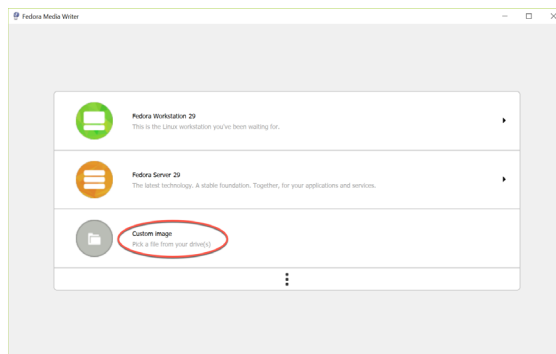 Fedora Media Writer
Fedora Workstation 29
This is the Linux workstation you've been waiting for.
Fedora Server 29
The latest technology. A stable foundation. Together, for your applications and services.
Custom image
Pick a file from your drive(s)